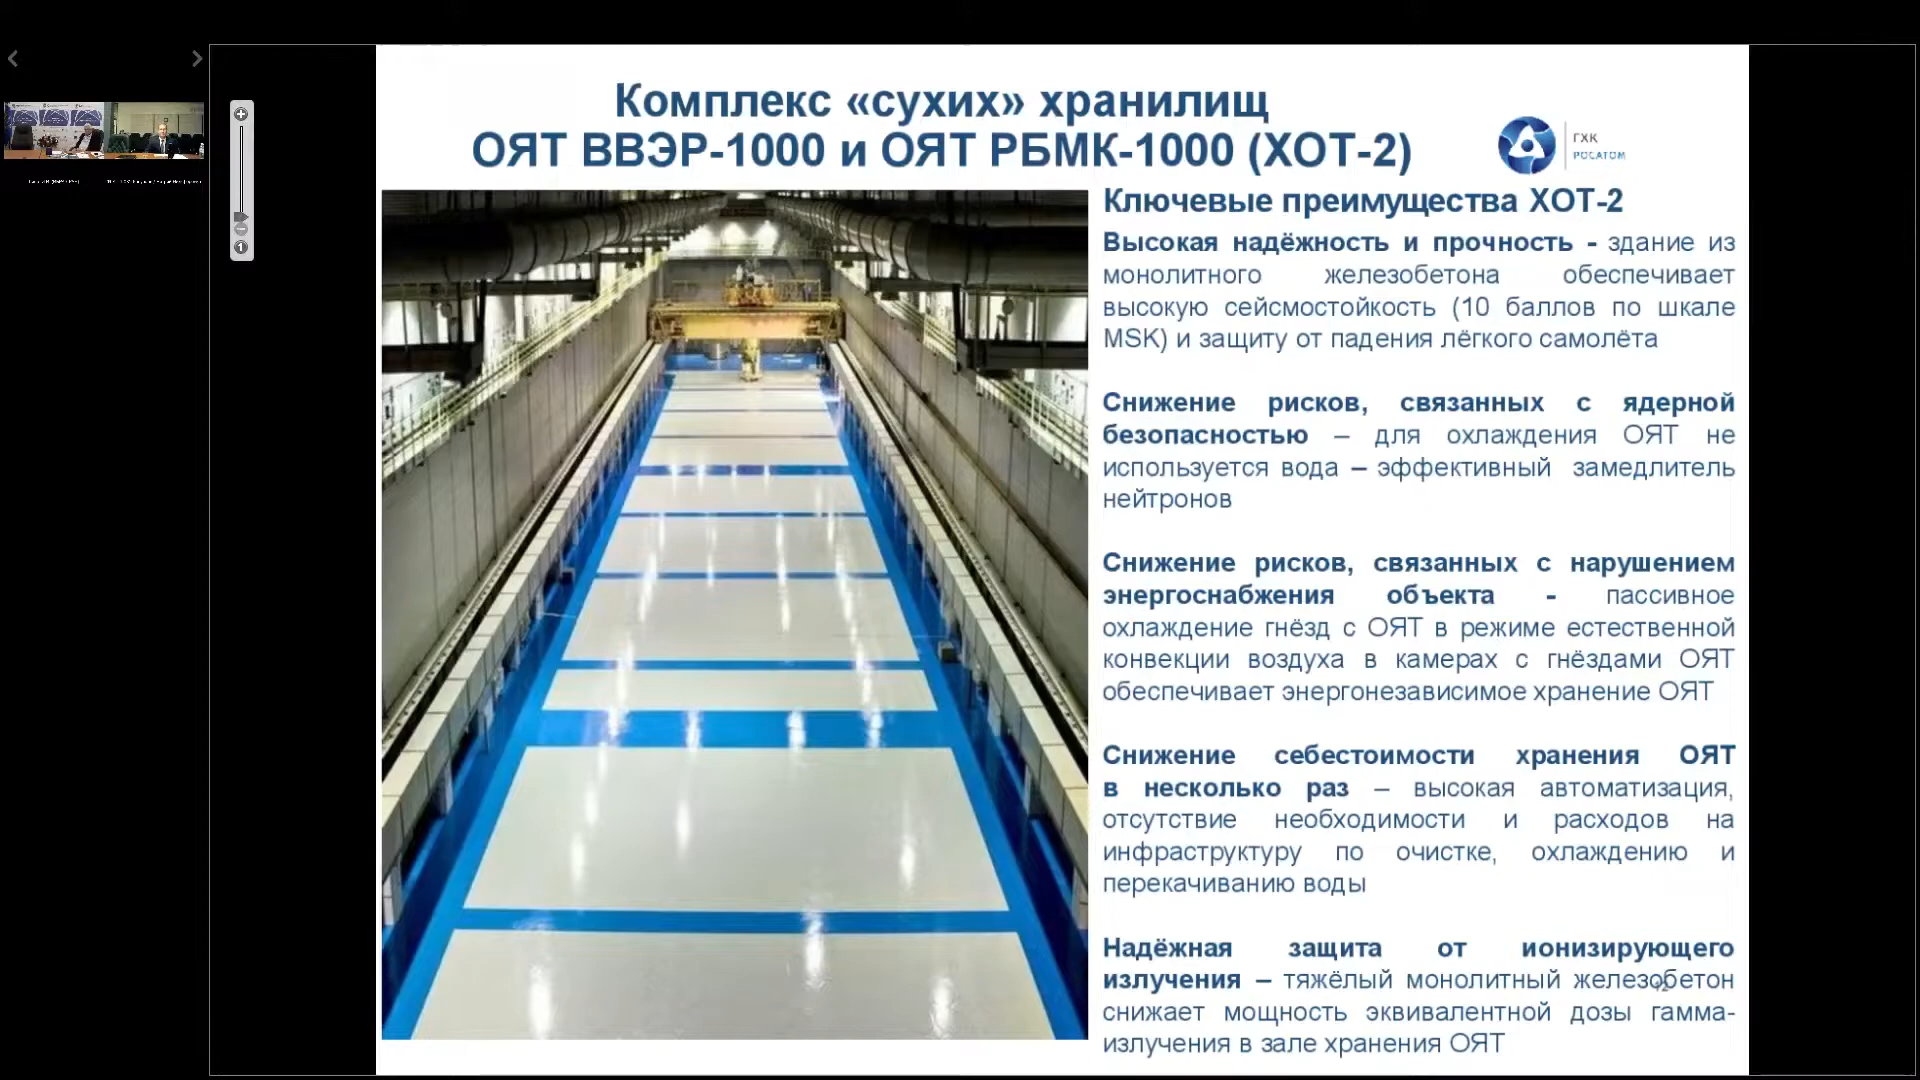 Комплекс «сухих» хранилищ
ОЯТ ВВЭР-1000 и ОЯТ РБМК-1000 (ХОТ-2)
ГХК
РОСАТОМ
Ключевые преимущества ХОТ-2
Высокая надёжность и прочность - здание из
монолитного железобетона обеспечивает
высокую сейсмостойкость (10 баллов по шкале
MSK) и защиту от падения лёгкого самолёта
Снижение рисков, связанных с ядерной
безопасностью – для охлаждения ОЯТ не
используется вода – эффективный замедлитель
нейтронов
Снижение рисков, связанных с нарушением
энергоснабжения объекта - пассивное
охлаждение гнёзд с ОЯТ в режиме естественной
конвекции воздуха в камерах с гнёздами ОЯТ
обеспечивает энергонезависимое хранение ОЯТ
Снижение себестоимости хранения ОЯТ
в несколько раз – высокая автоматизация,
отсутствие необходимости и расходов на
инфраструктуру по очистке, охлаждению и
перекачиванию воды
Надёжная защита от ионизирующего
излучения – тяжёлый монолитный железобетон
12
снижает мощность эквивалентной дозы гамма-
излучения в зале хранения ОЯТ
1